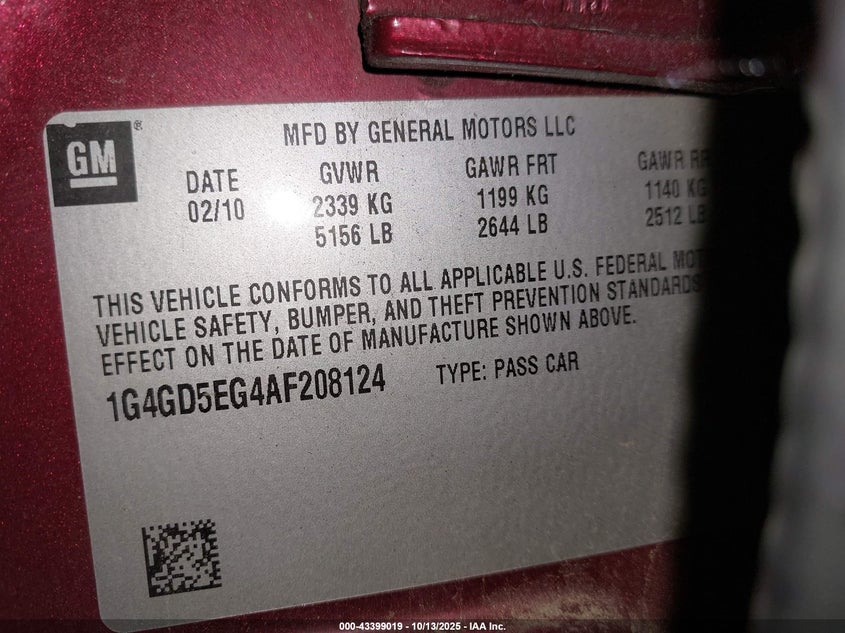 GM®
MFD BY GENERAL MOTORS LLC
DATE GVWR GAWR FRT GAWR
02/10 2339 KG 1199 KG 1140 KG
5156 LB 2644 LB 2512 LB
THIS VEHICLE CONFORMS TO ALL APPLICABLE U.S. FEDERAL
VEHICLE SAFETY, BUMPER, AND THEFT PREVENTION STANDARDS
EFFECT ON THE DATE OF MANUFACTURE SHOWN ABOVE.
1G4GD5EG4AF208124 TYPE: PASS CAR
000-43399019 - 10/13/2025 - IAA Inc.